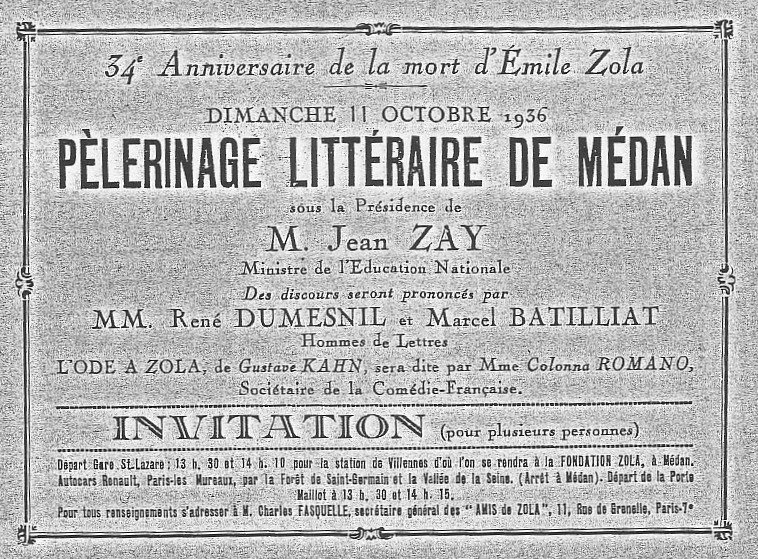 34e Anniversaire de la mort d'Émile Zola
DIMANCHE 11 OCTOBRE 1936
PÈLERINAGE LITTÉRAIRE DE MÉDAN
sous la Présidence de
M. Jean ZAY
Ministre de l'Education Nationale
Des discours seront prononcés par
MM. René DUMESNIL et Marcel BATILLIAT
Hommes de Lettres
L'ODE A ZOLA, de Gustave KAHN, sera dite par Mme Colonna ROMANO,
Sociétaire de la Comédie-Française.
INVITATION (pour plusieurs personnes)
Départ Gare St-Lazare : 13 h. 30 et 14 h. 10 pour la station de Villennes d'où l'on se rendra à la FONDATION ZOLA, à Médan.
Autocars Renault, Paris-les Mureaux, par la Forêt de Saint-Germain et la Vallée de la Seine. (Arrêt à Médan). Départ de la Porte
Maillot à 13 h. 30 et 14 h. 15.
Pour tous renseignements s'adresser à M. Charles FASQUELLE, secrétaire général des "AMIS de ZOLA", 11, Rue de Grenelle, Paris-7e